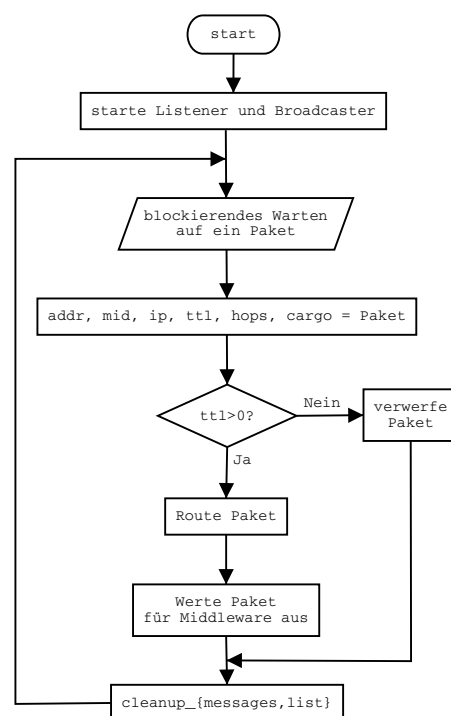 start
starte Listener und Broadcaster
blockierendes Warten
auf ein Paket
addr, mid, ip, ttl, hops, cargo = Paket
ttl>0?
Nein
verwerfe
Paket
Ja
Route Paket
Werte Paket
für Middleware aus
cleanup_{messages,list}